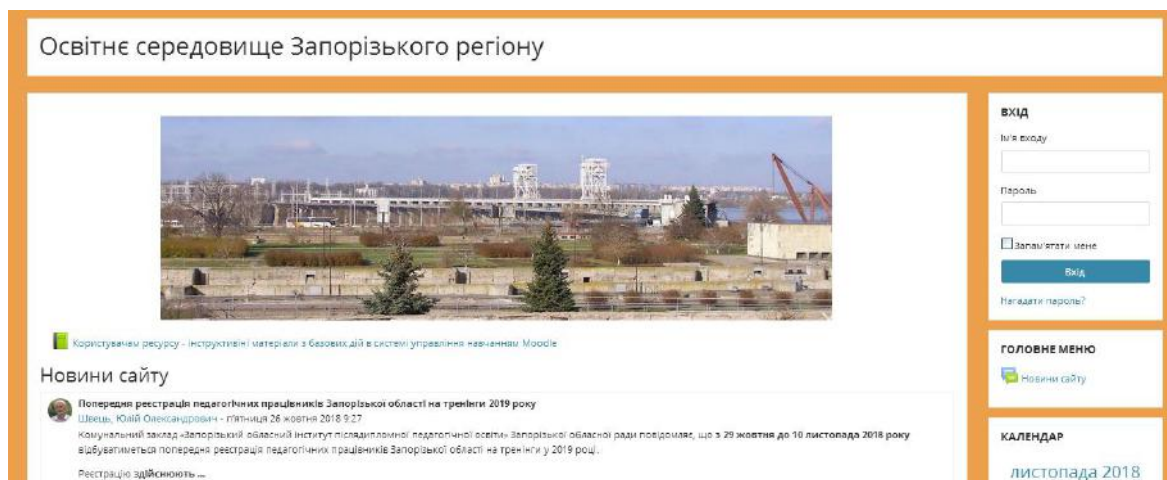 Освітнє середовище Запорізького регіону
Користувачам ресурсу - інструктивіні матеріали з базових дій в системі управління навчанням Moodle
Новини сайту
Попередня реєстрація педагогічних працівників Запорізької області на тренінги 2019 року
Швець, Юлій Олександрович - п'ятниця 26 жовтня 2018 9:27
Комунальний заклад «Запорізький обласний інститут післядипломної педагогічної освіти» Запорізької обласної ради повідомляє, що з 29 жовтня до 10 листопада 2018 року
відбуватиметься попередня реєстрація педагогічних працівників Запорізької області на тренінги у 2019 році.
Реєстрацію здійснюють ...
ВХІД
Ім'я входу
Пароль
Запам'ятати мене
Вхід
Нагадати пароль?
ГОЛОВНЕ МЕНЮ
Новини сайту
КАЛЕНДАР
листопада 2018